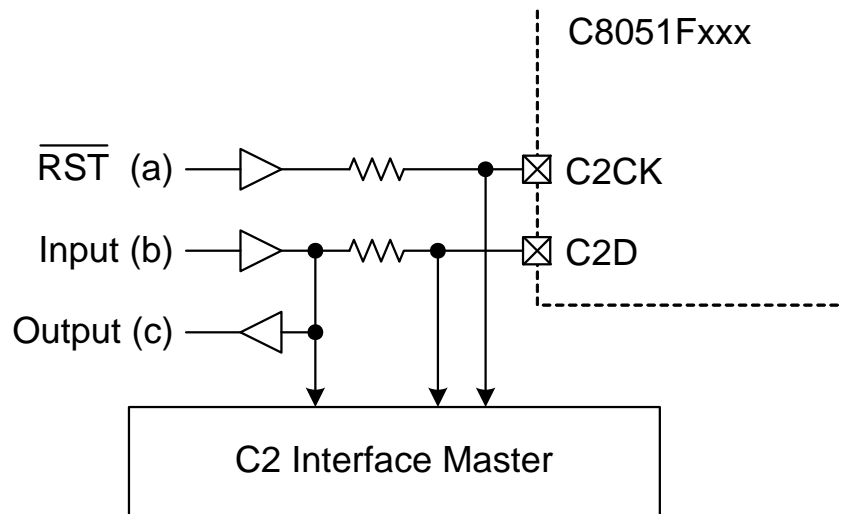 C8051Fxxx
RST (a)
C2CK
Input (b)
C2D
Output (c)
C2 Interface Master